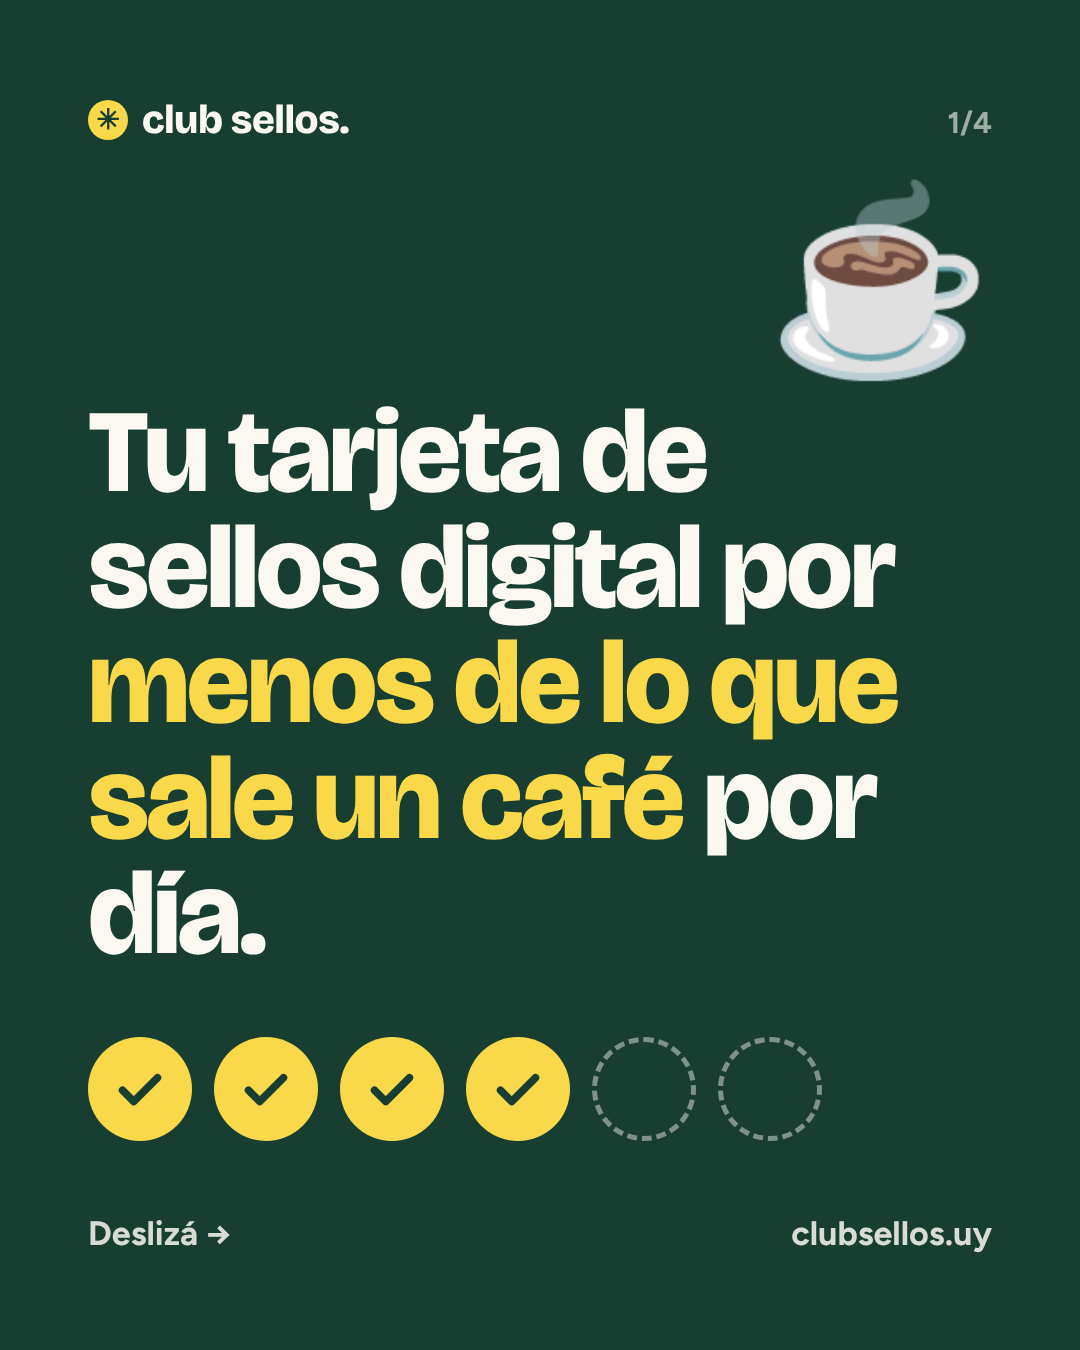 club sellos.
1/4
Tu tarjeta de
sellos digital por
menos de lo que
sale un café por
día.
Deslizá →
clubsellos.uy